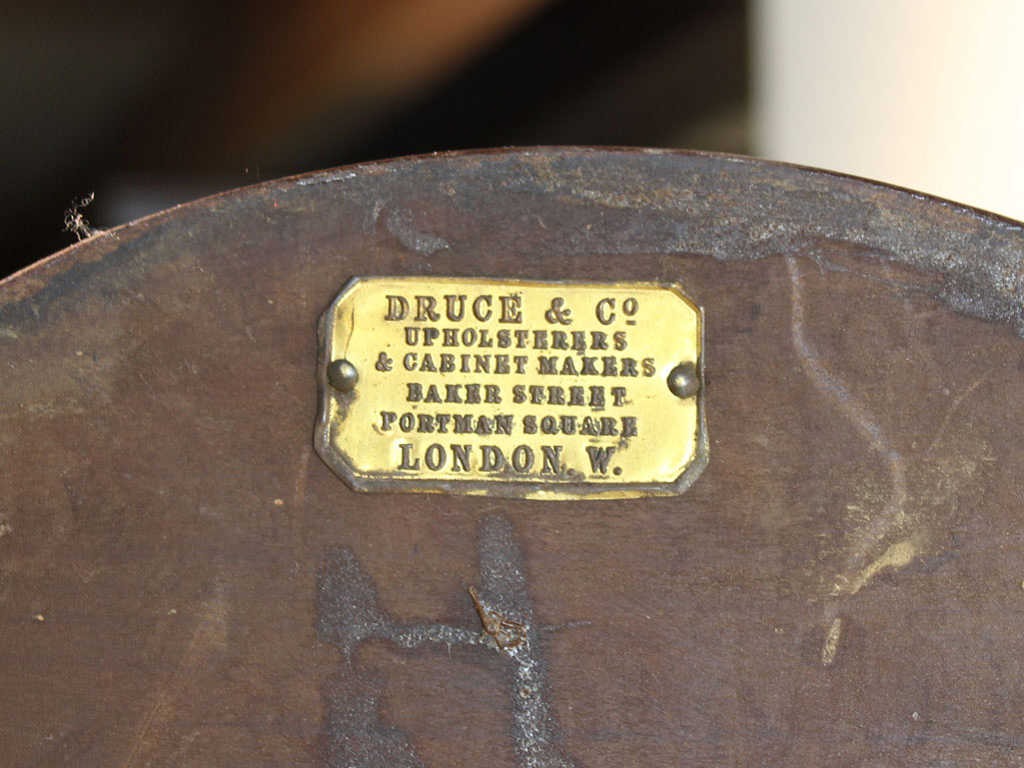 DRUCE & Cº
UPHOLSTERERS
& CABINET MAKERS
BAKER STREET
PORTMAN SQUARE
LONDON. W.